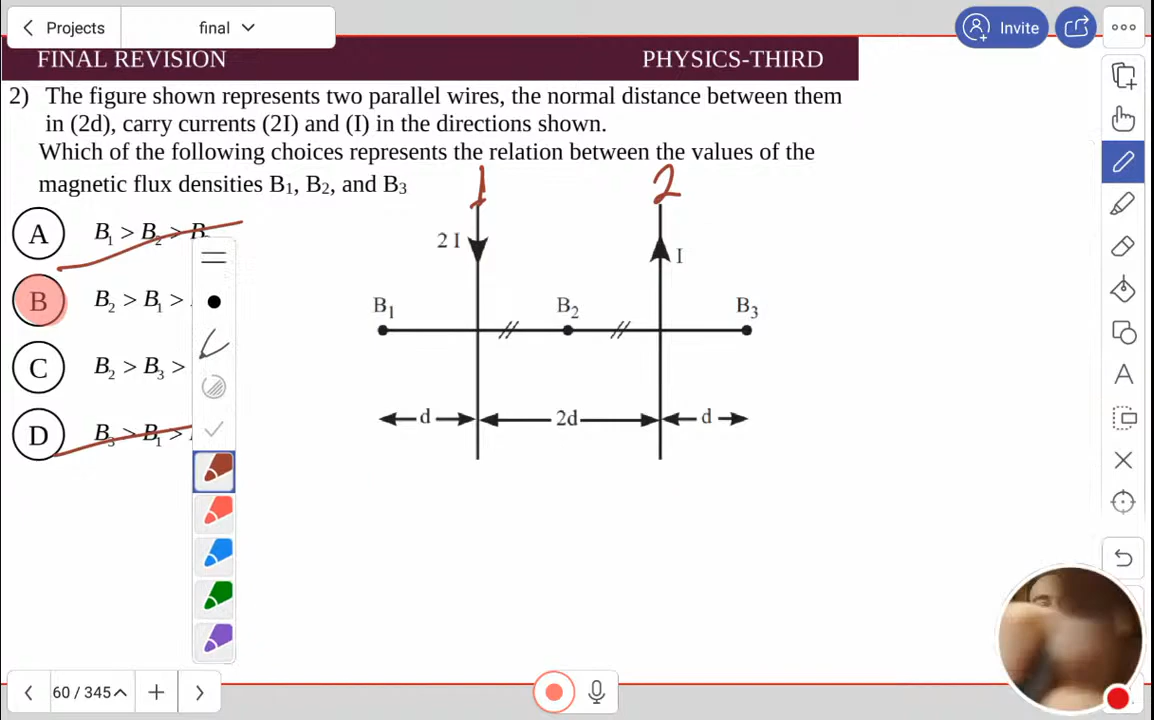 Projects
final
Invite
FINAL REVISION PHYSICS-THIRD
2) The figure shown represents two parallel wires, the normal distance between them
in (2d), carry currents (2I) and (I) in the directions shown.
Which of the following choices represents the relation between the values of the
magnetic flux densities B₁, B₂, and B₃
1 2
A B₁ > B₂ > B
B B₂ > B₁ >
C B₂ > B₃ >
D B₃ > B₁ >
2 I
I
B₁ B₂ B₃
d 2d d
A
60 / 345